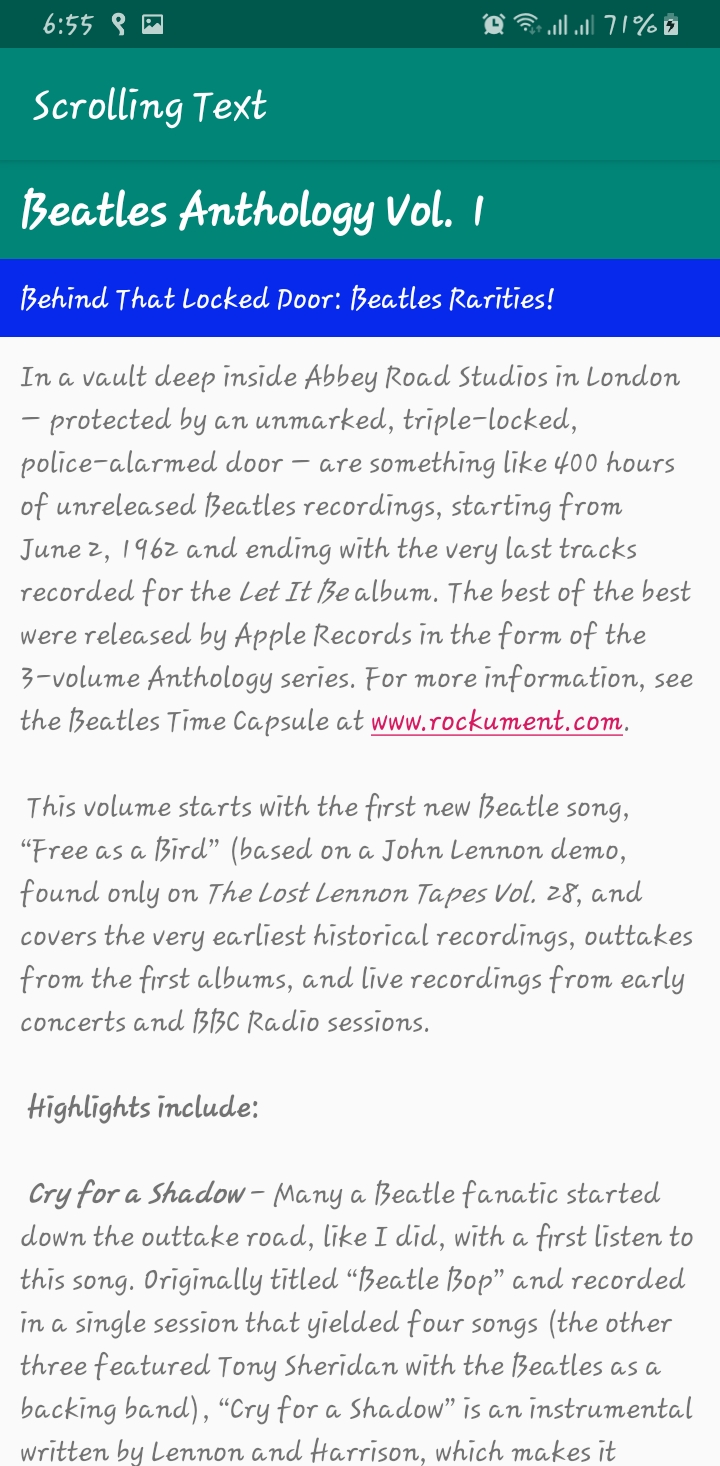 6:55 71%
Scrolling Text
Beatles Anthology Vol. 1
Behind That Locked Door: Beatles Rarities!
In a vault deep inside Abbey Road Studios in London
— protected by an unmarked, triple-locked,
police-alarmed door — are something like 400 hours
of unreleased Beatles recordings, starting from
June 2, 1962 and ending with the very last tracks
recorded for the Let It Be album. The best of the best
were released by Apple Records in the form of the
3-volume Anthology series. For more information, see
the Beatles Time Capsule at www.rockument.com.
This volume starts with the first new Beatle song,
“Free as a Bird” (based on a John Lennon demo,
found only on The Lost Lennon Tapes Vol. 28, and
covers the very earliest historical recordings, outtakes
from the first albums, and live recordings from early
concerts and BBC Radio sessions.
Highlights include:
Cry for a Shadow – Many a Beatle fanatic started
down the outtake road, like I did, with a first listen to
this song. Originally titled “Beatle Bop” and recorded
in a single session that yielded four songs (the other
three featured Tony Sheridan with the Beatles as a
backing band), “Cry for a Shadow” is an instrumental
written by Lennon and Harrison, which makes it